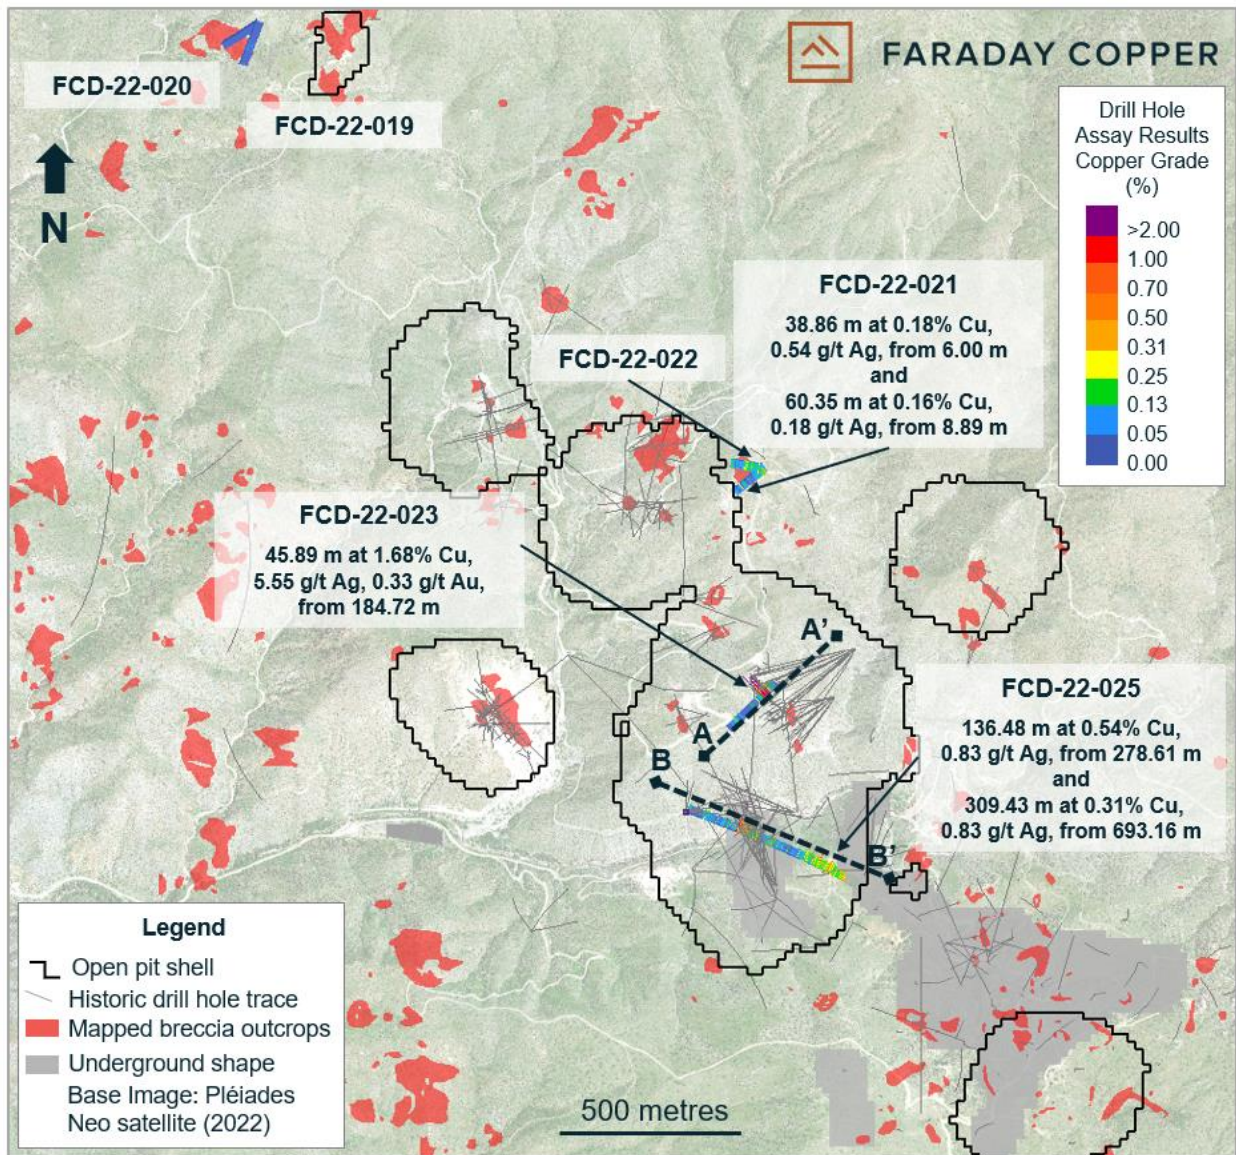 FARADAY COPPER
FCD-22-020
FCD-22-019
N
Drill Hole
Assay Results
Copper Grade
(%)
>2.00
1.00
0.70
0.50
0.31
0.25
0.13
0.05
0.00
FCD-22-021
38.86 m at 0.18% Cu,
0.54 g/t Ag, from 6.00 m
and
60.35 m at 0.16% Cu,
0.18 g/t Ag, from 8.89 m
FCD-22-022
FCD-22-023
45.89 m at 1.68% Cu,
5.55 g/t Ag, 0.33 g/t Au,
from 184.72 m
A'
A
B
B'
FCD-22-025
136.48 m at 0.54% Cu,
0.83 g/t Ag, from 278.61 m
and
309.43 m at 0.31% Cu,
0.83 g/t Ag, from 693.16 m
Legend
Open pit shell
Historic drill hole trace
Mapped breccia outcrops
Underground shape
Base Image: Pléiades
Neo satellite (2022)
500 metres